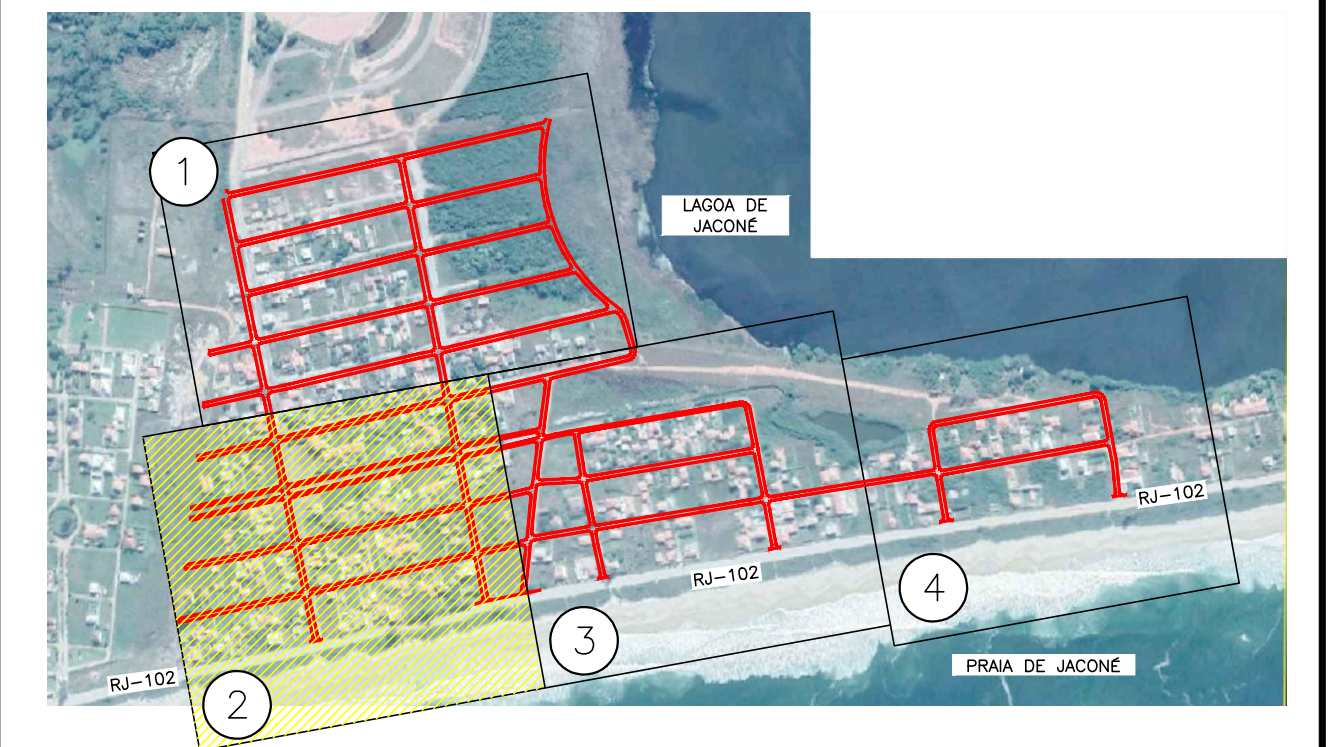 1
LAGOA DE
JACONÉ
RJ-102
RJ-102
4
3
PRAIA DE JACONÉ
RJ-102
2